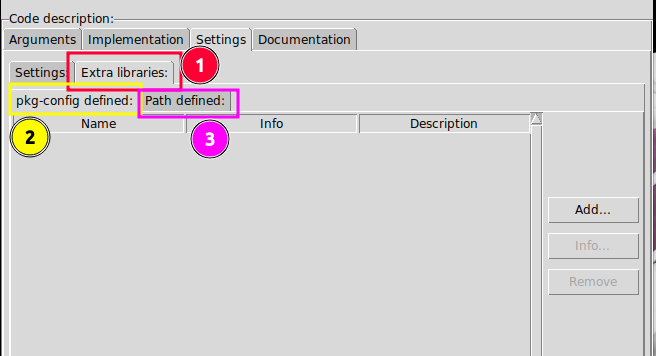 Code description:
Arguments Implementation Settings Documentation
Settings: Extra libraries: 1
pkg-config defined: Path defined:
2 3
Name Info Description
Add...
Info...
Remove